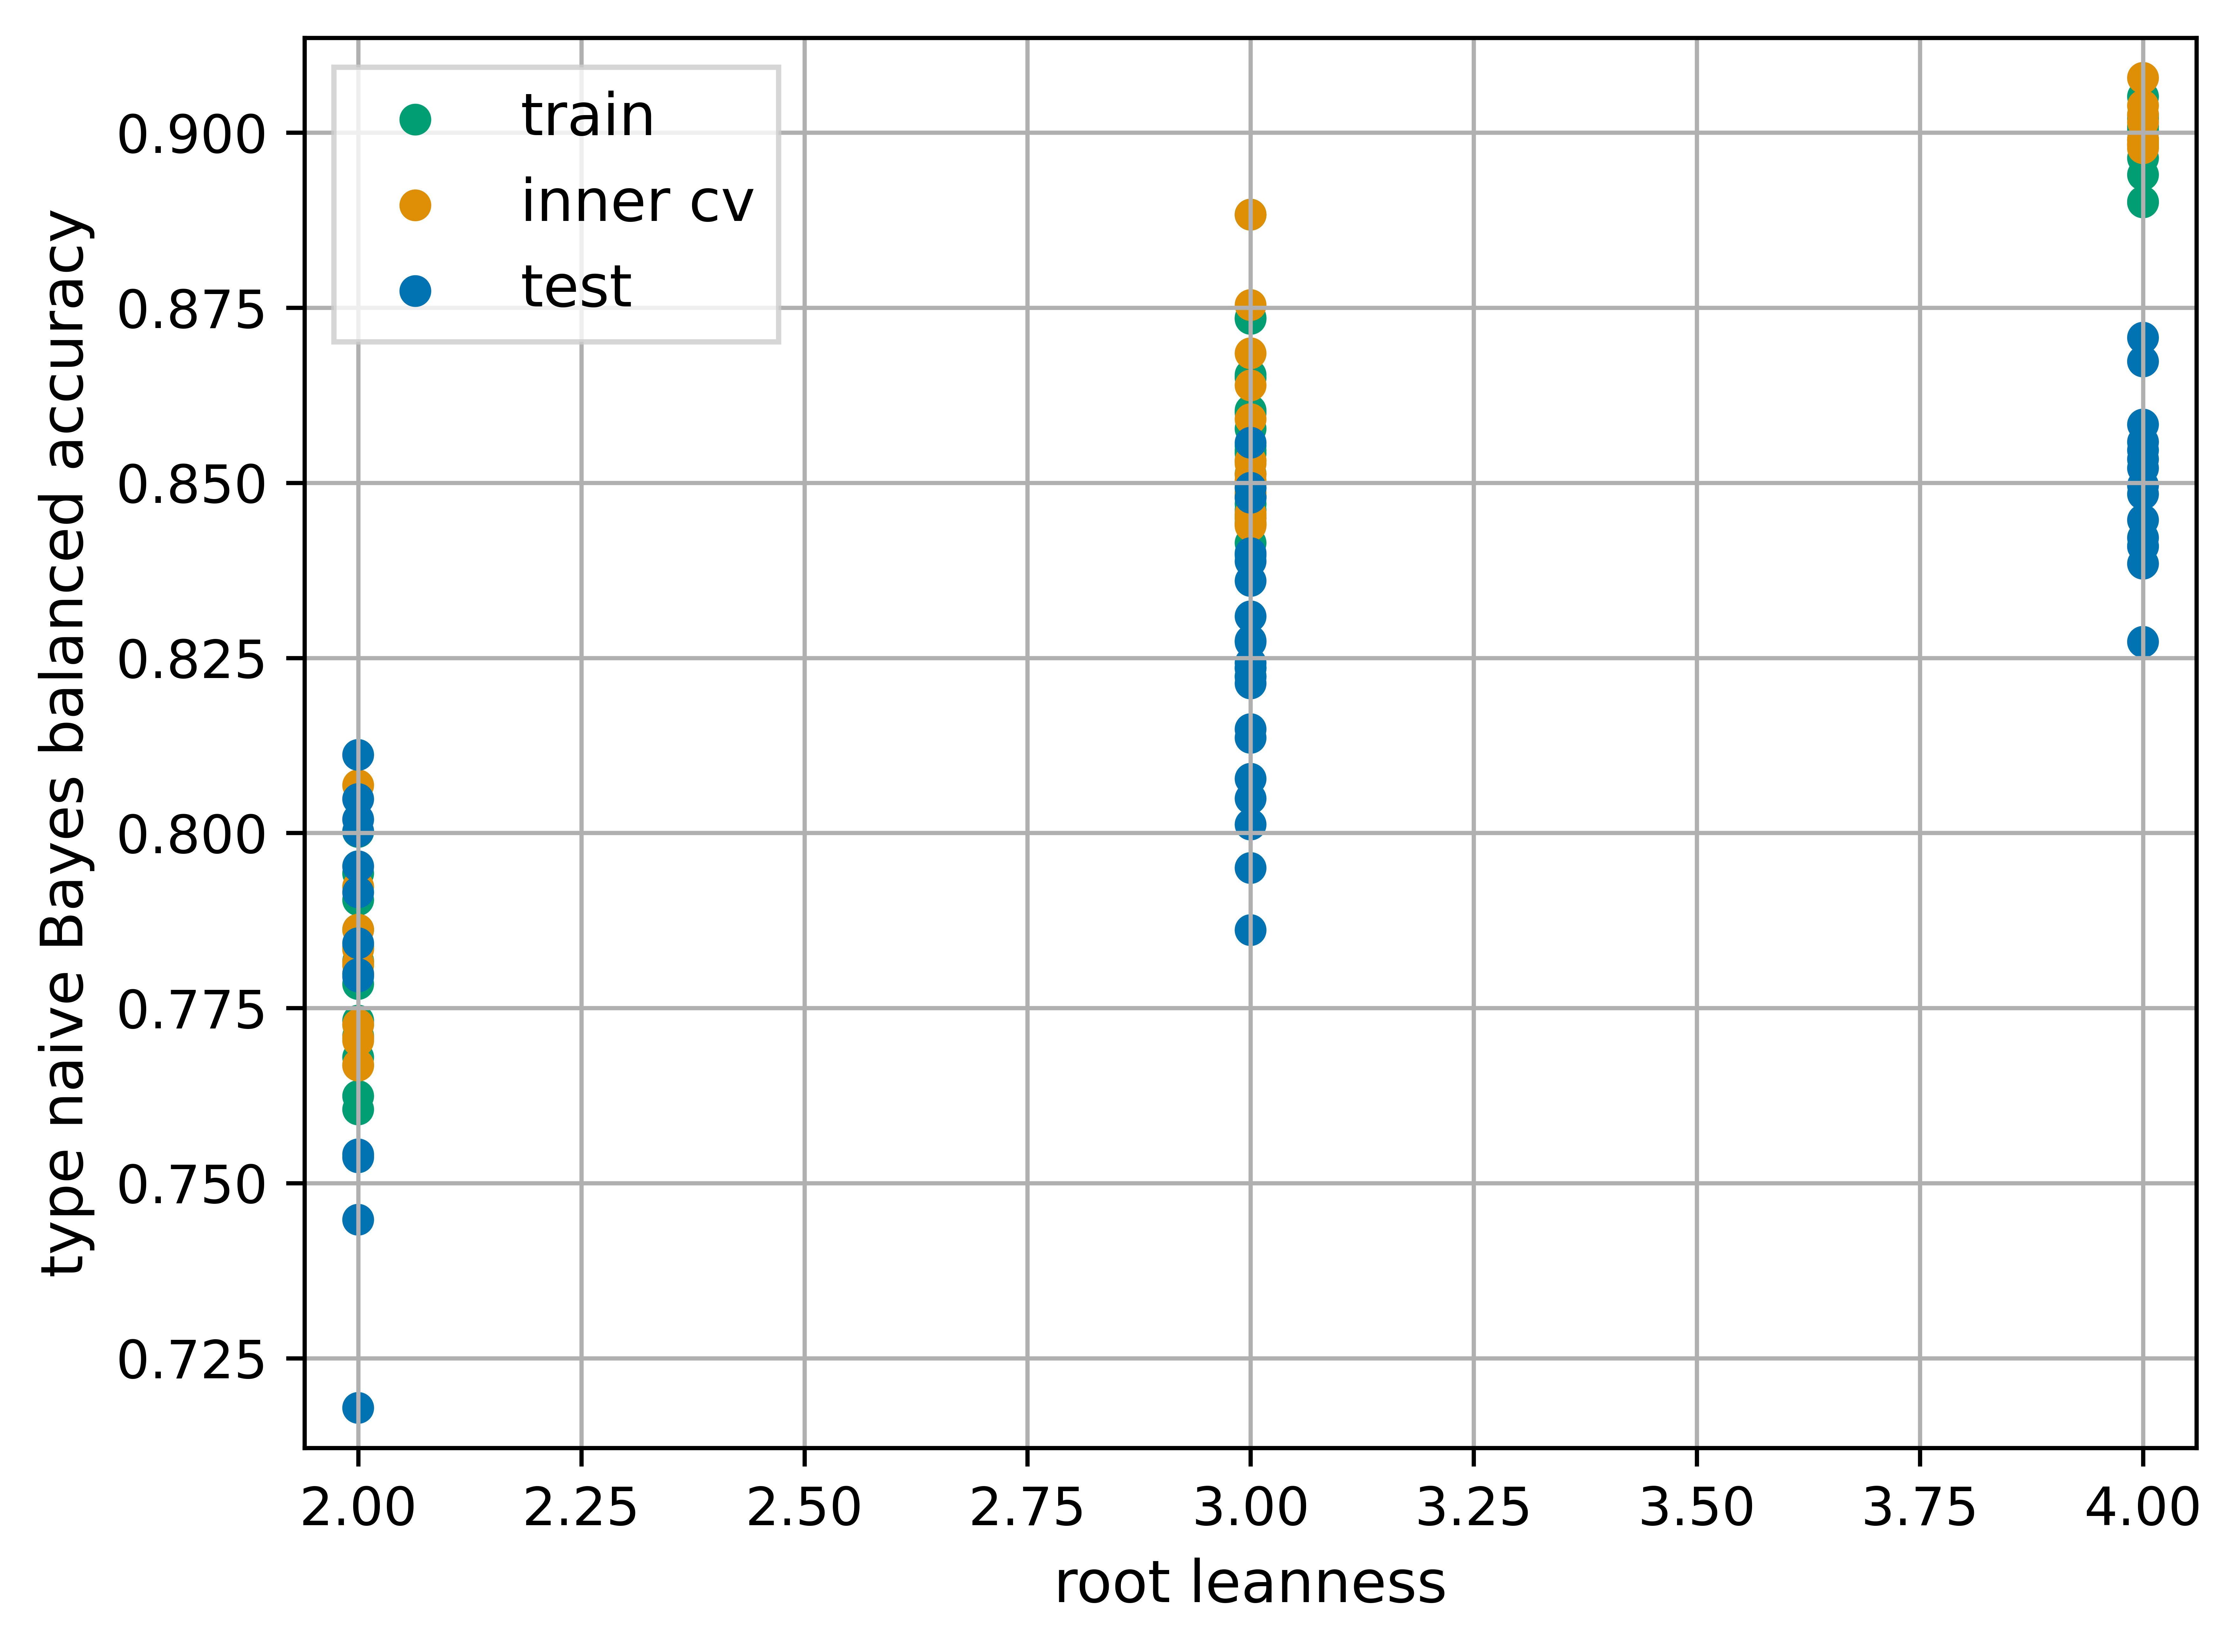 train
inner cv
test
type naive Bayes balanced accuracy
0.900
0.875
0.850
0.825
0.800
0.775
0.750
0.725
2.00 2.25 2.50 2.75 3.00 3.25 3.50 3.75 4.00
root leanness